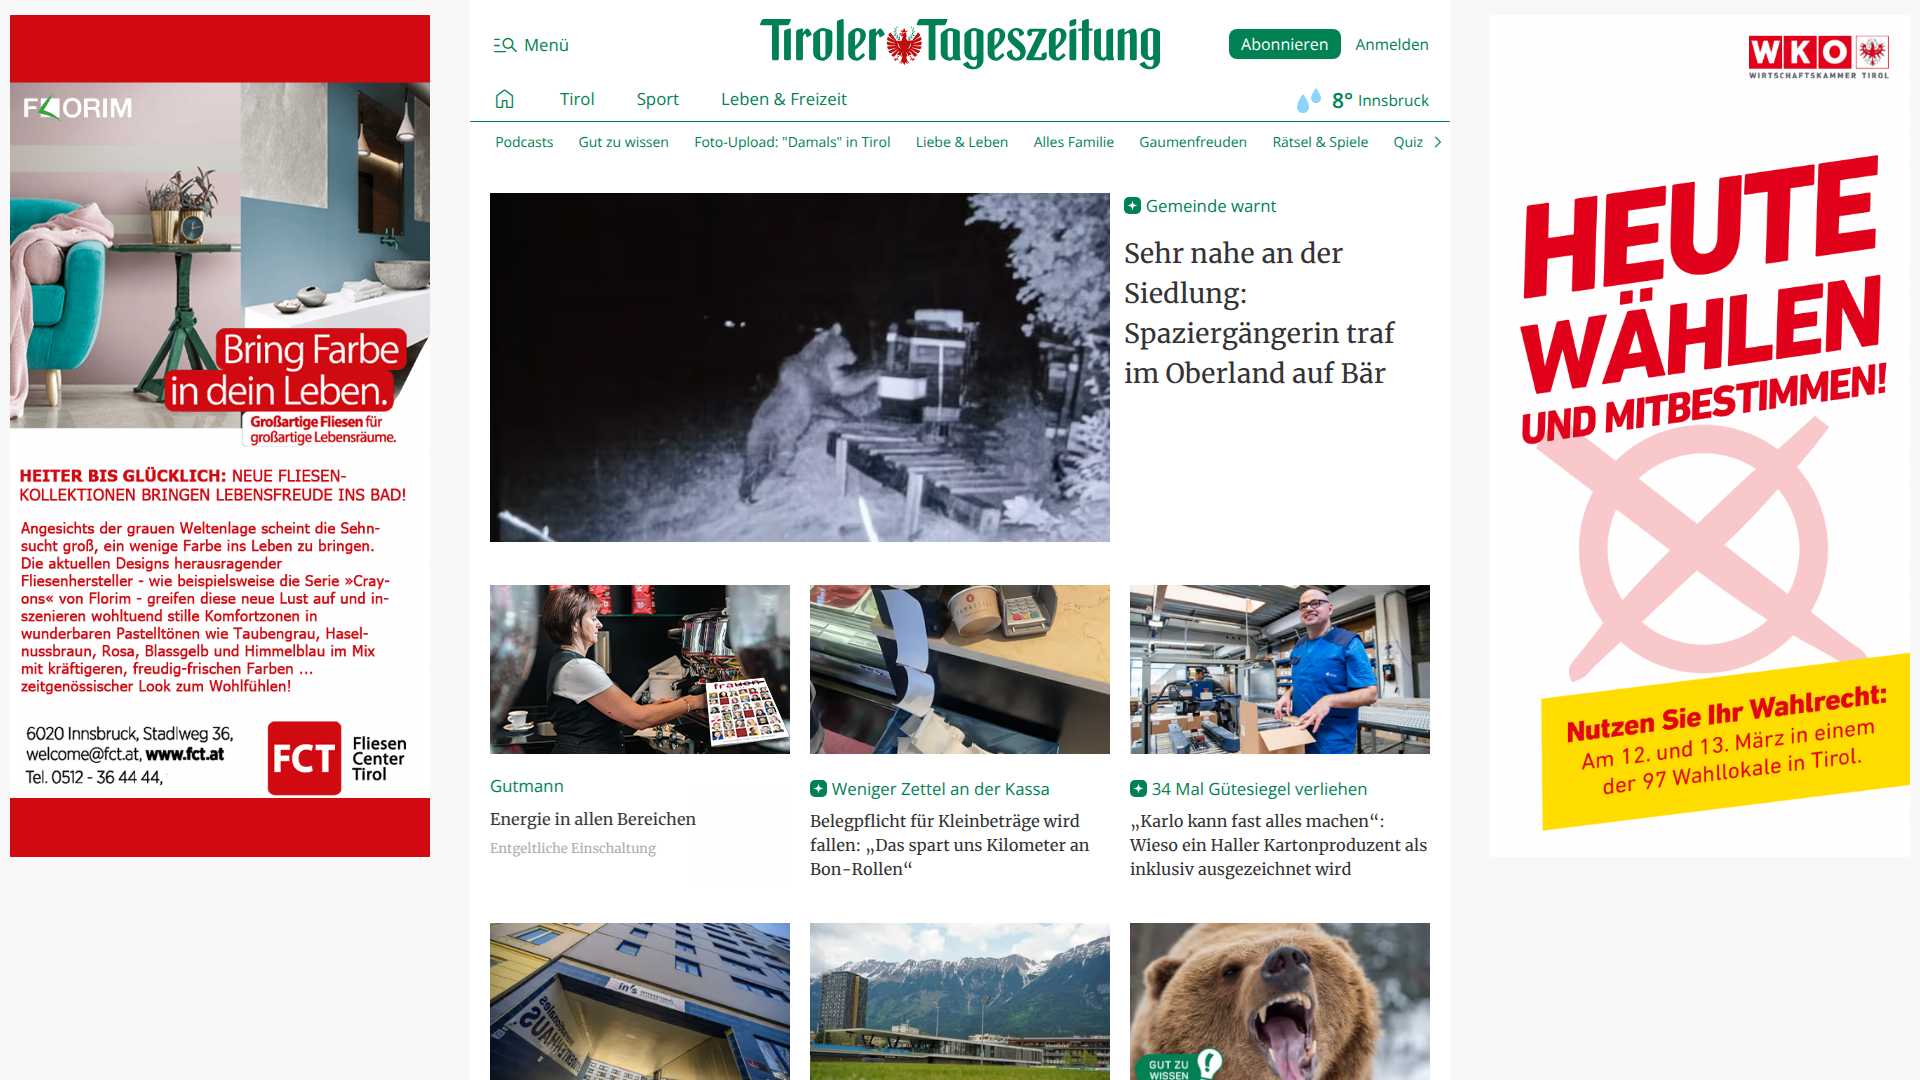 FLORIM
Bring Farbe
in dein Leben.
Großartige Fliesen für
großartige Lebensräume.
HEITER BIS GLÜCKLICH: NEUE FLIESEN-
KOLLEKTIONEN BRINGEN LEBENSFREUDE INS BAD!
Angesichts der grauen Weltenlage scheint die Sehn-
sucht groß, ein wenige Farbe ins Leben zu bringen.
Die aktuellen Designs herausragender
Fliesenhersteller - wie beispielsweise die Serie »Cray-
ons« von Florim - greifen diese neue Lust auf und in-
szenieren wohltuend stille Komfortzonen in
wunderbaren Pastelltönen wie Taubengrau, Hasel-
nussbraun, Rosa, Blassgelb und Himmelblau im Mix
mit kräftigeren, freudig-frischen Farben ...
zeitgenössischer Look zum Wohlfühlen!
6020 Innsbruck, Stadlweg 36,
welcome@fct.at, www.fct.at
Tel. 0512 - 36 44 44,
FCT
Fliesen
Center
Tirol
Menü
Tiroler Tageszeitung
Abonnieren
Anmelden
Tirol
Sport
Leben & Freizeit
8° Innsbruck
Podcasts
Gut zu wissen
Foto-Upload: "Damals" in Tirol
Liebe & Leben
Alles Familie
Gaumenfreuden
Rätsel & Spiele
Quiz
Gemeinde warnt
Sehr nahe an der
Siedlung:
Spaziergängerin traf
im Oberland auf Bär
frauen
Gutmann
Energie in allen Bereichen
Entgeltliche Einschaltung
Weniger Zettel an der Kassa
Belegpflicht für Kleinbeträge wird
fallen: „Das spart uns Kilometer an
Bon-Rollen“
34 Mal Gütesiegel verliehen
„Karlo kann fast alles machen“:
Wieso ein Haller Kartonproduzent als
inklusiv ausgezeichnet wird
in's
GUT ZU
WISSEN
WKO
WIRTSCHAFTSKAMMER TIROL
HEUTE
WÄHLEN
UND MITBESTIMMEN!
Nutzen Sie Ihr Wahlrecht:
Am 12. und 13. März in einem
der 97 Wahllokale in Tirol.